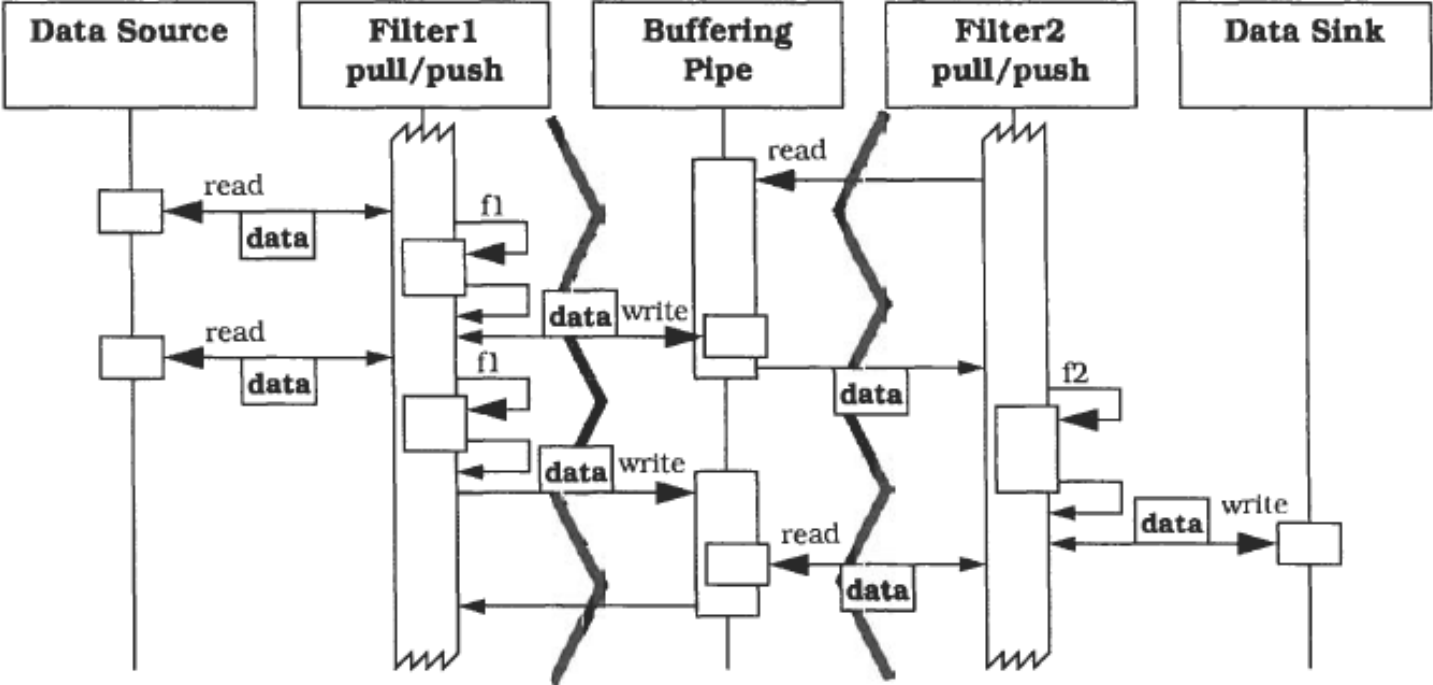 Data Source
Filter1
pull/push
Buffering
Pipe
Filter2
pull/push
Data Sink
read
read
data
f1
data
write
read
data
f1
data
f2
data
write
data
write
read
data